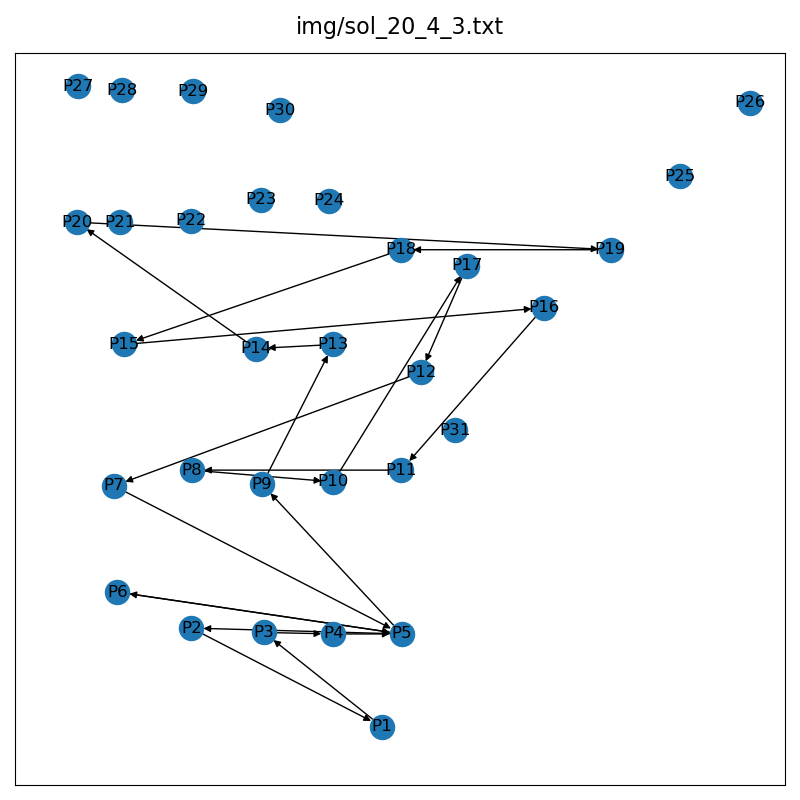 img/sol_20_4_3.txt
P27 P28 P29 P30 P26
P25
P23 P24
P20 P21 P22 P18 P19
P17
P16
P15 P14 P13
P12
P31
P7 P8 P9 P10 P11
P6
P2 P3 P4 P5
P1